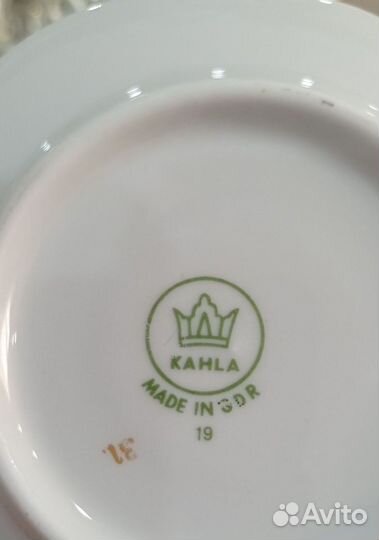 KAHLA
MADE IN GDR
19
31
Avito